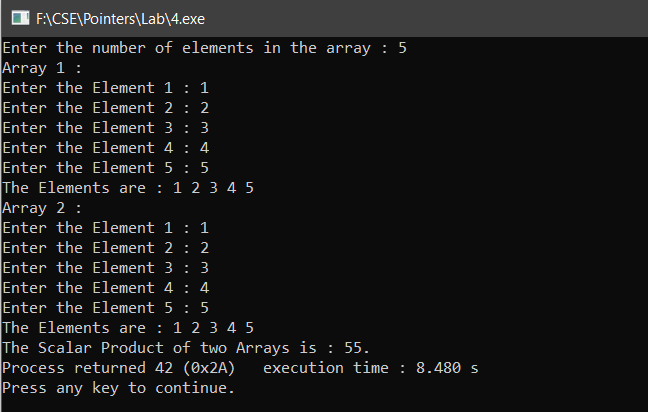 F:\CSE\Pointers\Lab\4.exe
Enter the number of elements in the array : 5
Array 1 :
Enter the Element 1 : 1
Enter the Element 2 : 2
Enter the Element 3 : 3
Enter the Element 4 : 4
Enter the Element 5 : 5
The Elements are : 1 2 3 4 5
Array 2 :
Enter the Element 1 : 1
Enter the Element 2 : 2
Enter the Element 3 : 3
Enter the Element 4 : 4
Enter the Element 5 : 5
The Elements are : 1 2 3 4 5
The Scalar Product of two Arrays is : 55.
Process returned 42 (0x2A)   execution time : 8.480 s
Press any key to continue.